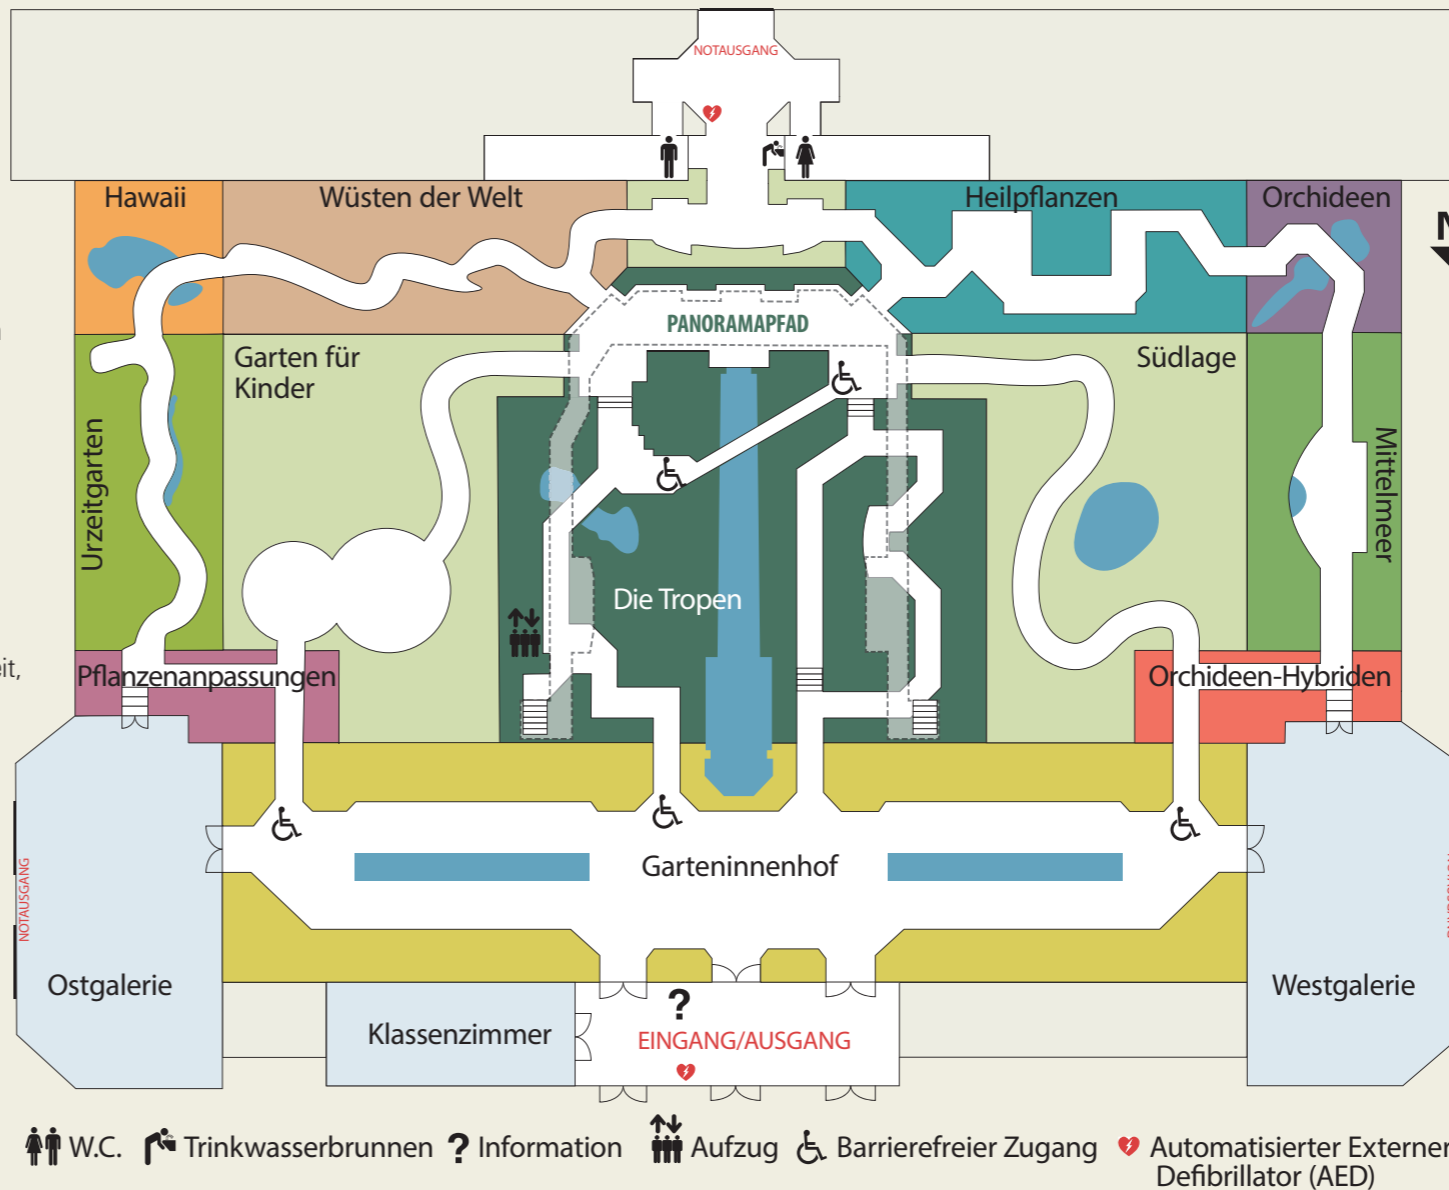 NOTAUSGANG
Hawaii
Wüsten der Welt
Heilpflanzen
Orchideen
PANORAMAPFAD
Garten für
Kinder
Südlage
Urzeitgarten
Mittelmeer
Die Tropen
eit,
Pflanzenanpassungen
Orchideen-Hybriden
Garteninnenhof
NOTAUSGANG
Ostgalerie
Westgalerie
?
Klassenzimmer
EINGANG/AUSGANG
W.C.
Trinkwasserbrunnen
? Information
Aufzug
Barrierefreier Zugang
Automatisierter Externer
Defibrillator (AED)